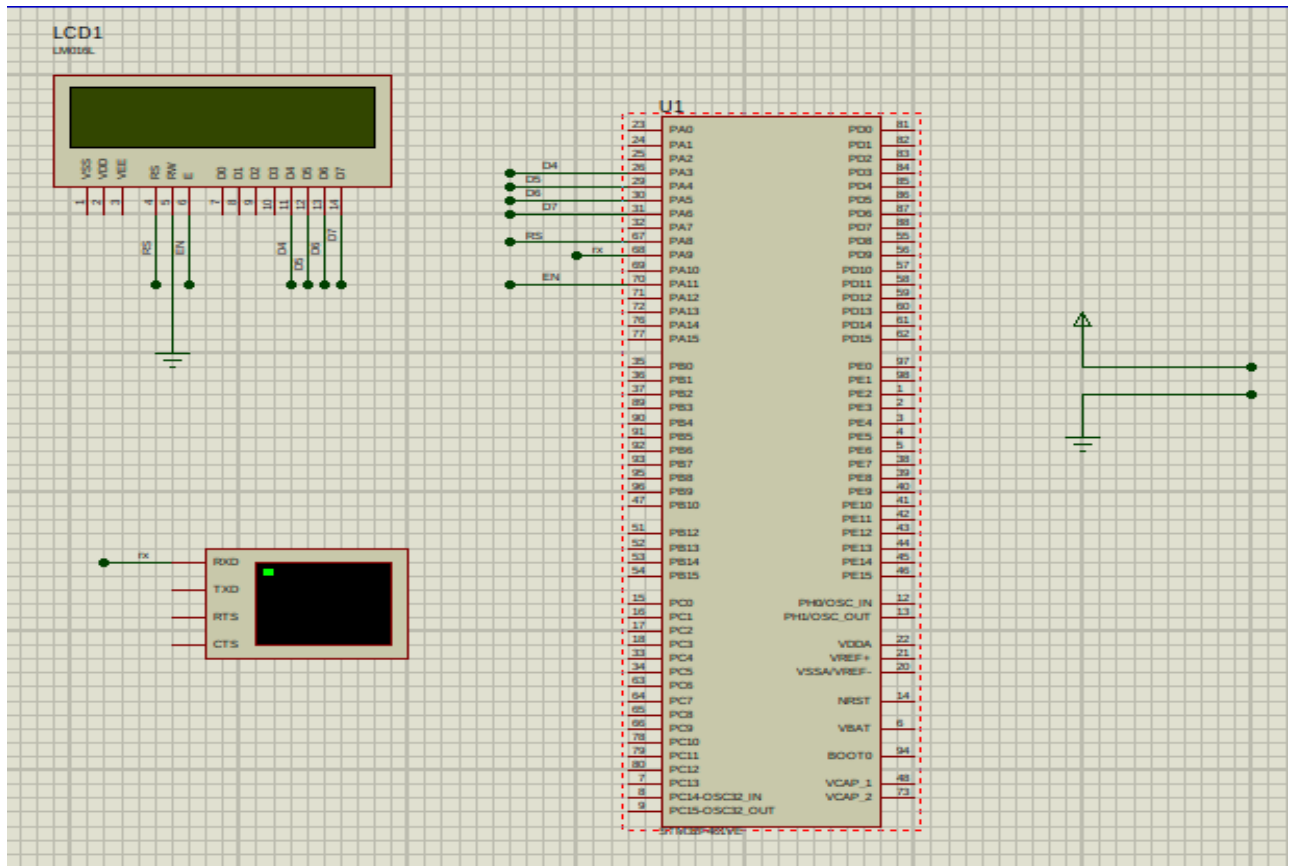 LCD1
LM016L
VSS
VDD
VEE
RS
RW
E
D0
D1
D2
D3
D4
D5
D6
D7
1
2
3
4
5
6
7
8
9
10
11
12
13
14
RS
EN
D4
D5
D6
D7
rx
RXD
TXD
RTS
CTS
D4
D5
D6
D7
RS
rx
EN
U1
23 PA0 PD0 81
24 PA1 PD1 82
25 PA2 PD2 83
26 PA3 PD3 84
29 PA4 PD4 85
30 PA5 PD5 86
31 PA6 PD6 87
32 PA7 PD7 88
67 PA8 PD8 55
68 PA9 PD9 56
69 PA10 PD10 57
70 PA11 PD11 58
71 PA12 PD12 59
72 PA13 PD13 60
76 PA14 PD14 61
77 PA15 PD15 62
35 PB0 PE0 97
36 PB1 PE1 98
37 PB2 PE2 1
89 PB3 PE3 2
90 PB4 PE4 3
91 PB5 PE5 4
92 PB6 PE6 5
93 PB7 PE7 38
95 PB8 PE8 39
96 PB9 PE9 40
47 PB10 PE10 41
PE11 42
51 PB12 PE12 43
52 PB13 PE13 44
53 PB14 PE14 45
54 PB15 PE15 46
15 PC0 PH0/OSC_IN 12
16 PC1 PH1/OSC_OUT 13
17 PC2
18 PC3 VDDA 22
33 PC4 VREF+ 21
34 PC5 VSSA/VREF- 20
63 PC6
64 PC7 NRST 14
65 PC8
66 PC9 VBAT 6
78 PC10
79 PC11 BOOT0 94
80 PC12
7 PC13 VCAP_1 48
8 PC14-OSC32_IN VCAP_2 73
9 PC15-OSC32_OUT